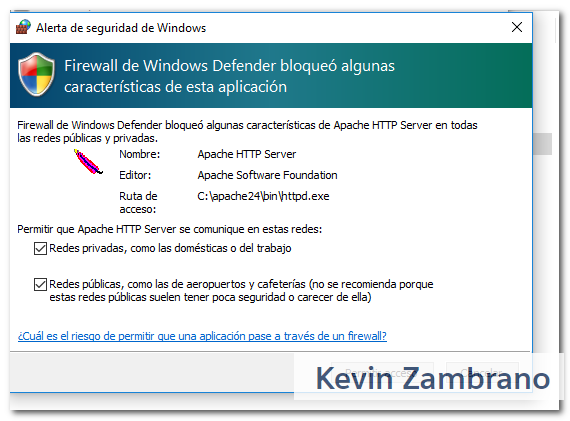 Alerta de seguridad de Windows
Firewall de Windows Defender bloqueó algunas
características de esta aplicación
Firewall de Windows Defender bloqueó algunas características de Apache HTTP Server en todas
las redes públicas y privadas.
Nombre: Apache HTTP Server
Editor: Apache Software Foundation
Ruta de acceso: C:\apache24\bin\httpd.exe
Permitir que Apache HTTP Server se comunique en estas redes:
Redes privadas, como las domésticas o del trabajo
Redes públicas, como las de aeropuertos y cafeterías (no se recomienda porque
estas redes públicas suelen tener poca seguridad o carecer de ella)
¿Cuál es el riesgo de permitir que una aplicación pase a través de un firewall?
Kevin Zambrano